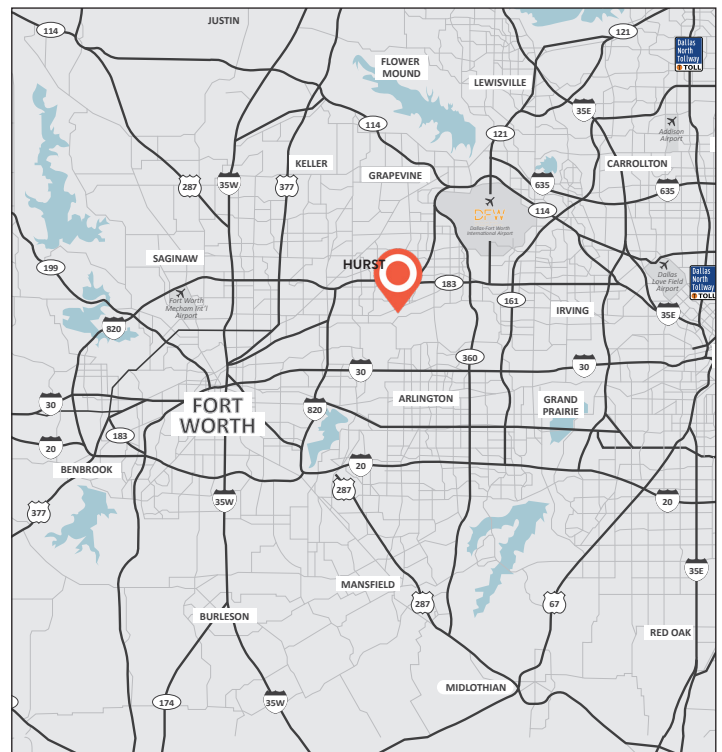 JUSTIN
114
121
Dallas
North
Tollway
TOLL
FLOWER
MOUND
LEWISVILLE
35E
114
121
Addison
Airport
KELLER
CARROLLTON
GRAPEVINE
287
35W
377
635
635
114
DFW
Dallas-Fort Worth
International Airport
SAGINAW
HURST
199
183
161
Dallas
Love Field
Airport
Dallas
North
Tollway
TOLL
Fort Worth
Mecham Int'l
Airport
IRVING
35E
820
360
30
30
ARLINGTON
GRAND
PRAIRIE
30
FORT
WORTH
820
183
20
20
BENBROOK
287
377
35W
20
35E
MANSFIELD
287
67
BURLESON
RED OAK
MIDLOTHIAN
174
35W